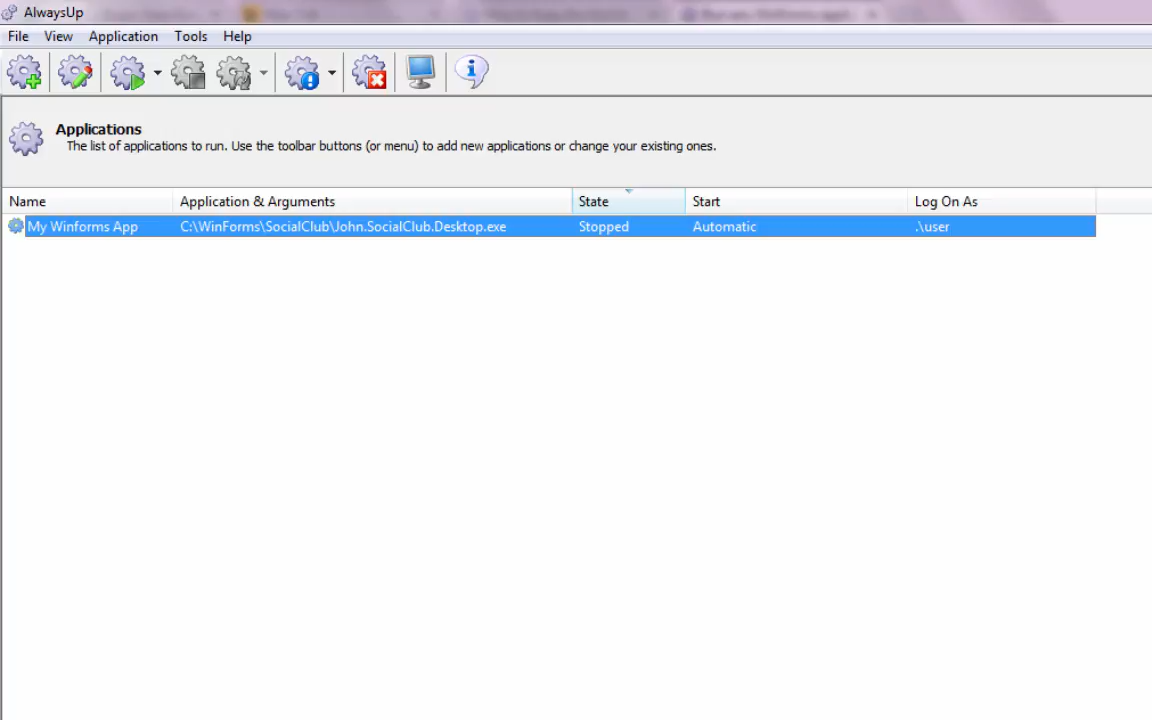 AlwaysUp
File View Application Tools Help
Applications
The list of applications to run. Use the toolbar buttons (or menu) to add new applications or change your existing ones.
Name Application & Arguments State Start Log On As
My Winforms App C:\WinForms\SocialClub\John.SocialClub.Desktop.exe Stopped Automatic .\user